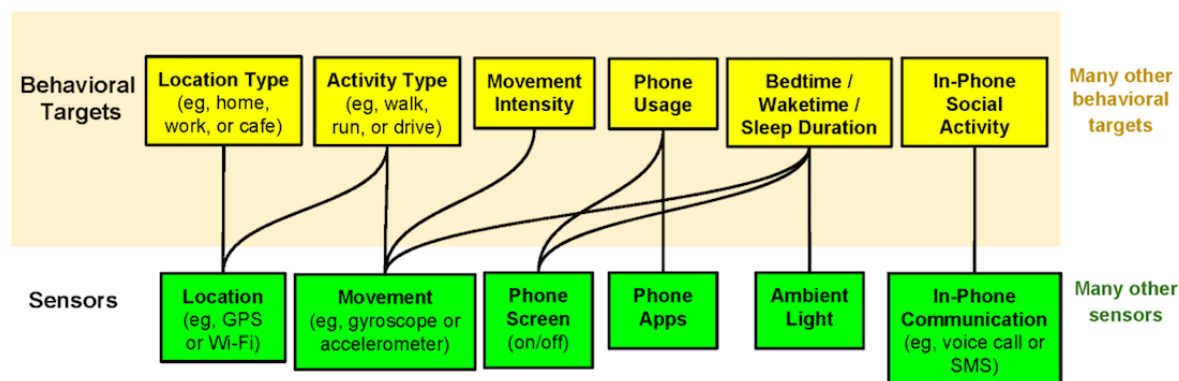 Behavioral
Targets
Location Type
(eg, home,
work, or cafe)
Activity Type
(eg, walk,
run, or drive)
Movement
Intensity
Phone
Usage
Bedtime /
Waketime /
Sleep Duration
In-Phone
Social
Activity
Many other
behavioral
targets
Sensors
Location
(eg, GPS
or Wi-Fi)
Movement
(eg, gyroscope or
accelerometer)
Phone
Screen
(on/off)
Phone
Apps
Ambient
Light
In-Phone
Communication
(eg, voice call or
SMS)
Many other
sensors